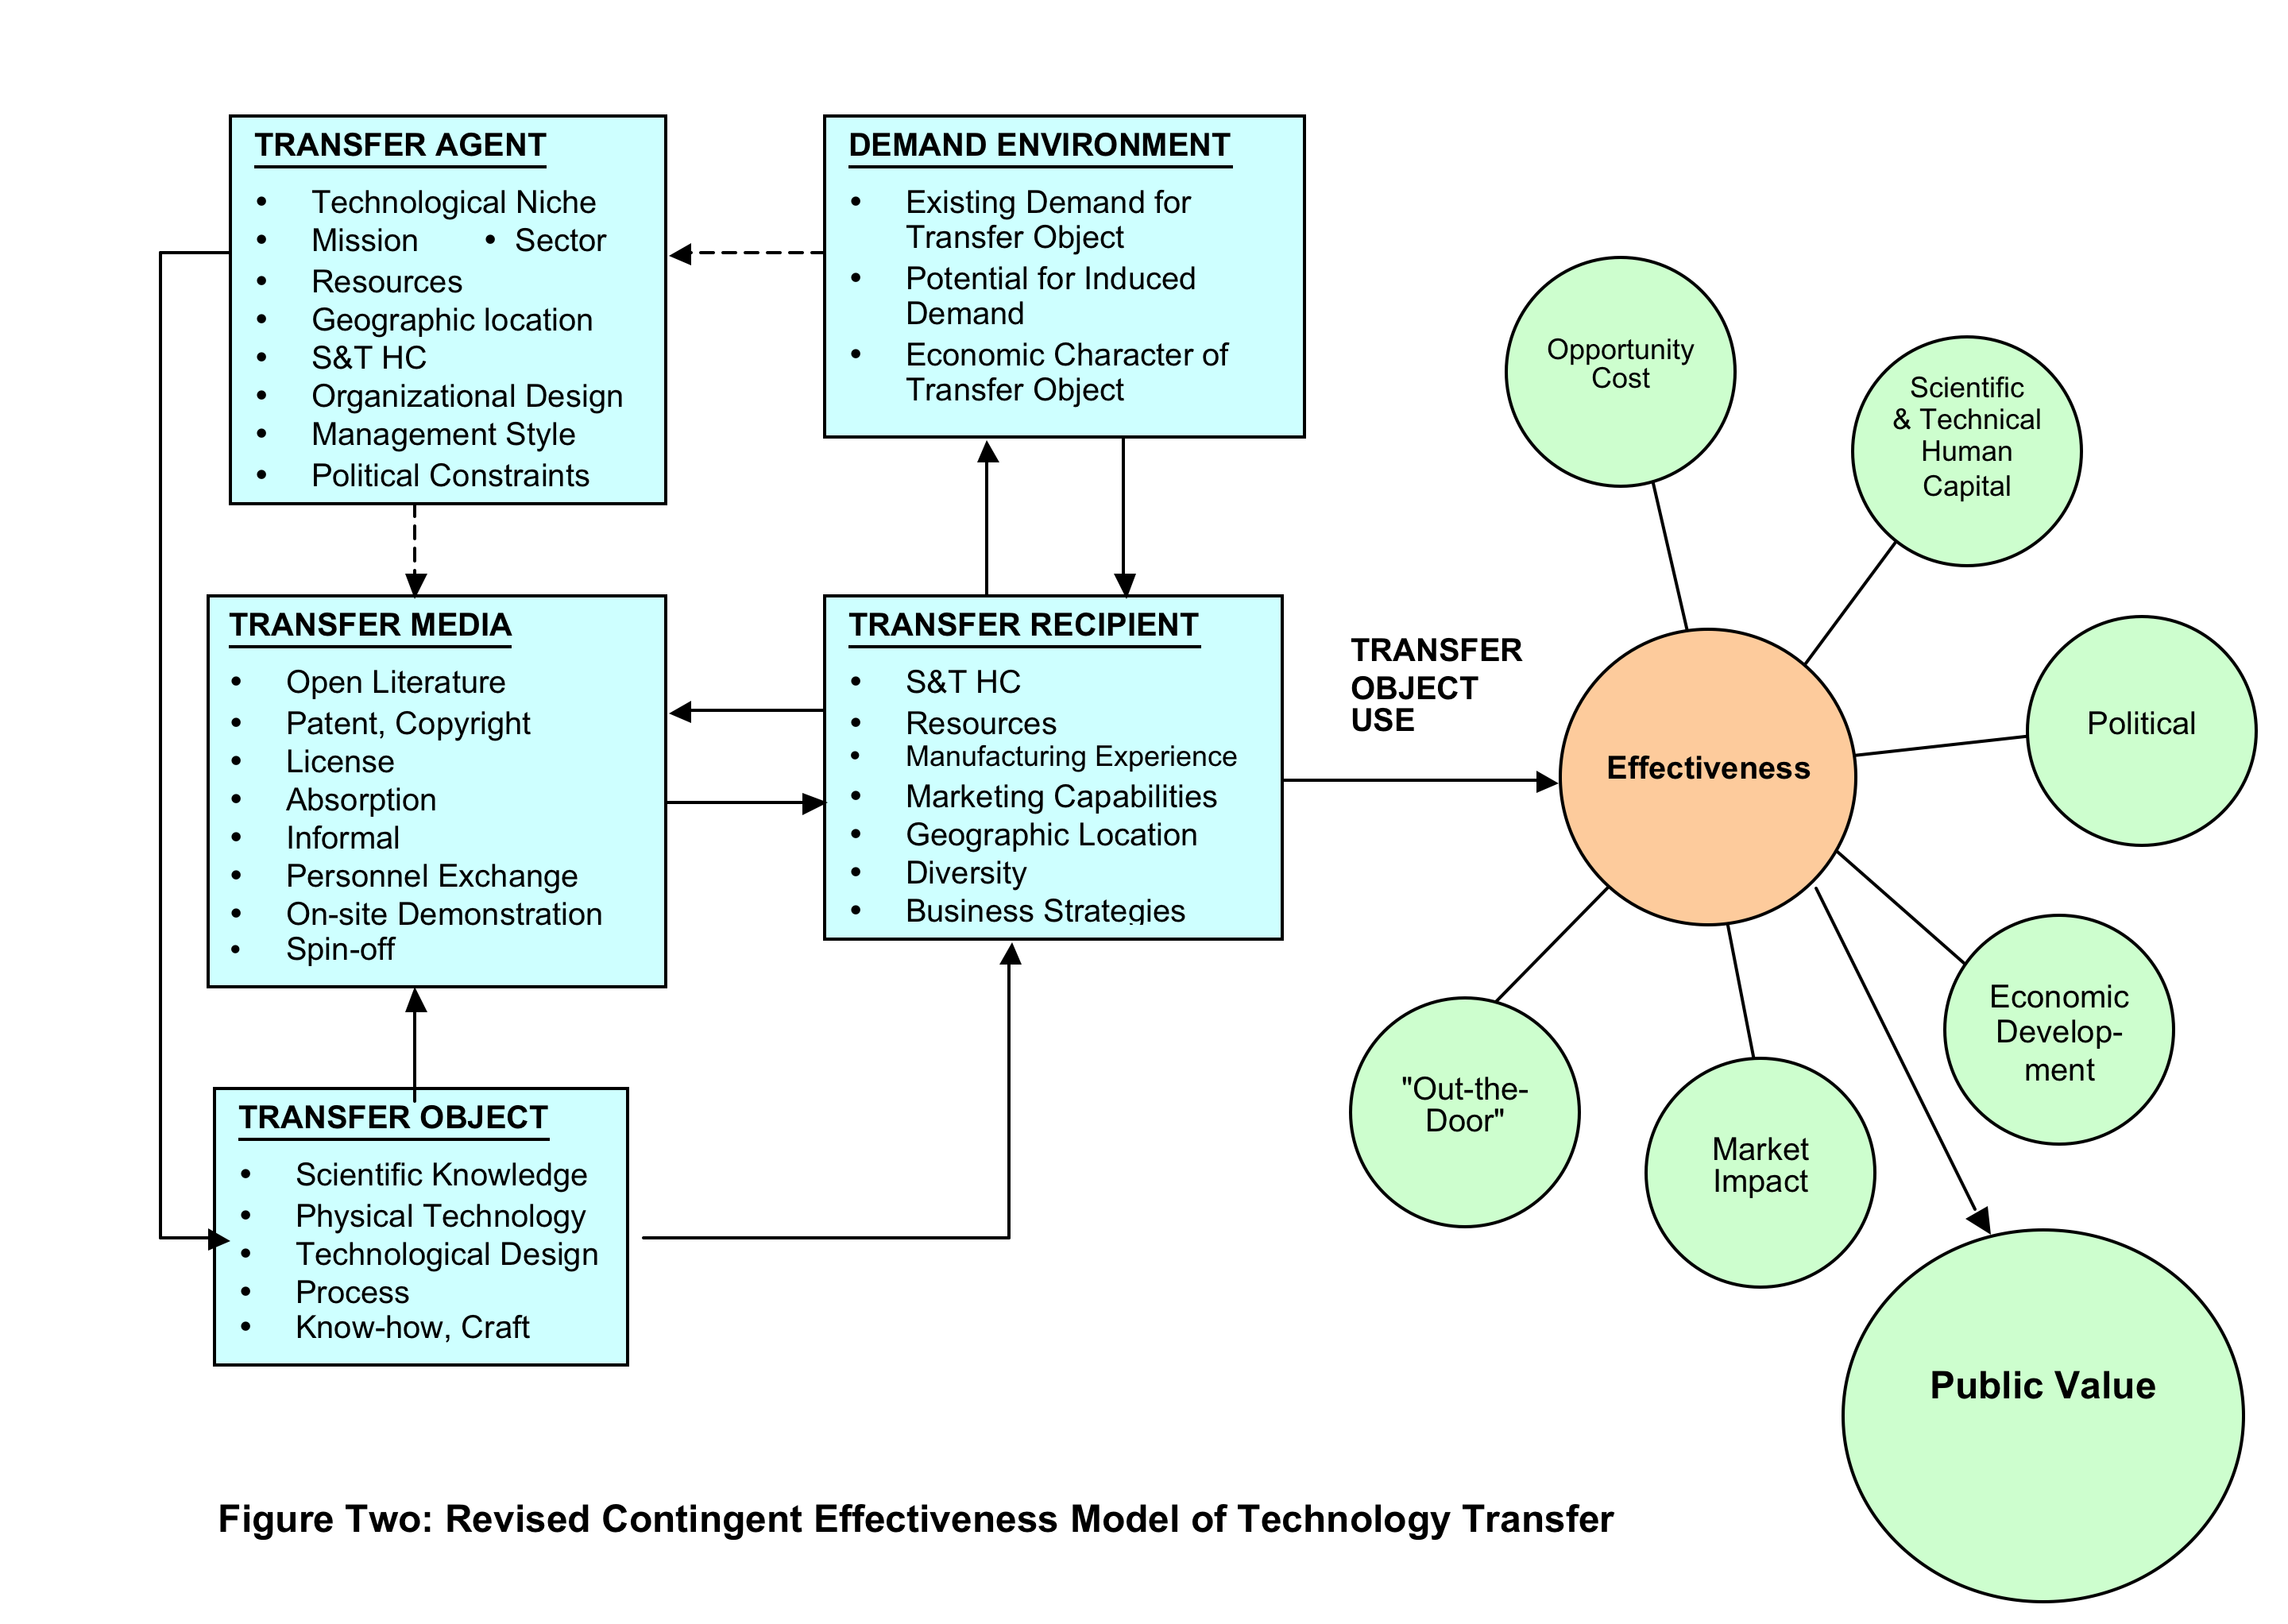 TRANSFER AGENT
• Technological Niche
• Mission • Sector
• Resources
• Geographic location
• S&T HC
• Organizational Design
• Management Style
• Political Constraints
DEMAND ENVIRONMENT
• Existing Demand for
Transfer Object
• Potential for Induced
Demand
• Economic Character of
Transfer Object
TRANSFER MEDIA
• Open Literature
• Patent, Copyright
• License
• Absorption
• Informal
• Personnel Exchange
• On-site Demonstration
• Spin-off
TRANSFER RECIPIENT
• S&T HC
• Resources
• Manufacturing Experience
• Marketing Capabilities
• Geographic Location
• Diversity
• Business Strategies
TRANSFER OBJECT
• Scientific Knowledge
• Physical Technology
• Technological Design
• Process
• Know-how, Craft
TRANSFER
OBJECT
USE
Effectiveness
Opportunity
Cost
Scientific
& Technical
Human
Capital
Political
Economic
Develop-
ment
Market
Impact
"Out-the-
Door"
Public Value
Figure Two: Revised Contingent Effectiveness Model of Technology Transfer